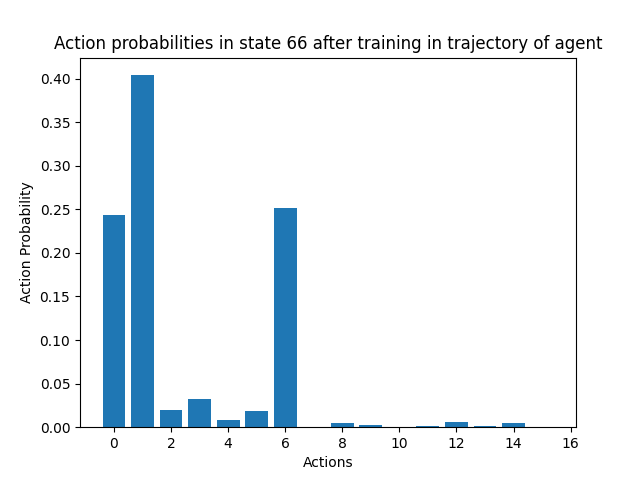 Action probabilities in state 66 after training in trajectory of agent
0.40
0.35
0.30
0.25
0.20
0.15
0.10
0.05
0.00
Action Probability
0 2 4 6 8 10 12 14 16
Actions